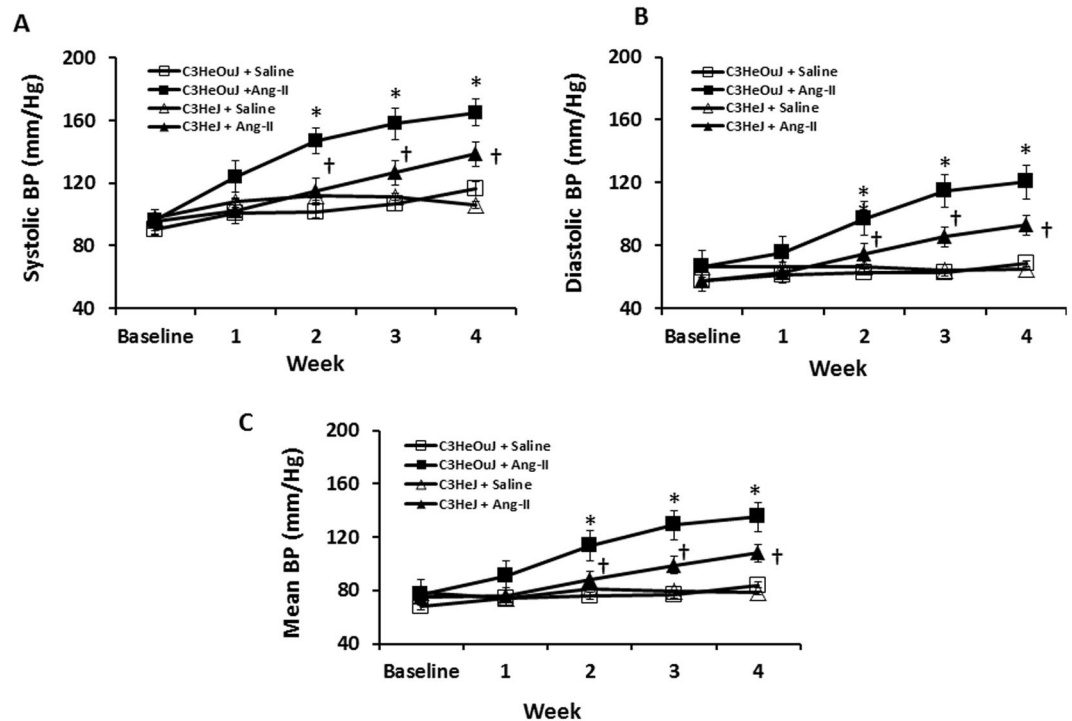 A
200
160
120
80
40
Systolic BP (mm/Hg)
C3HeOuJ + Saline
C3HeOuJ +Ang-II
C3HeJ + Saline
C3HeJ + Ang-II
*
*
*
†
†
†
Baseline 1 2 3 4
Week
B
200
160
120
80
40
Diastolic BP (mm/Hg)
C3HeOuJ + Saline
C3HeOuJ + Ang-II
C3HeJ + Saline
C3HeJ + Ang-II
*
*
*
*
†
†
†
Baseline 1 2 3 4
Week
C
200
160
120
80
40
Mean BP (mm/Hg)
C3HeOuJ + Saline
C3HeOuJ + Ang-II
C3HeJ + Saline
C3HeJ + Ang-II
*
*
*
†
†
†
Baseline 1 2 3 4
Week